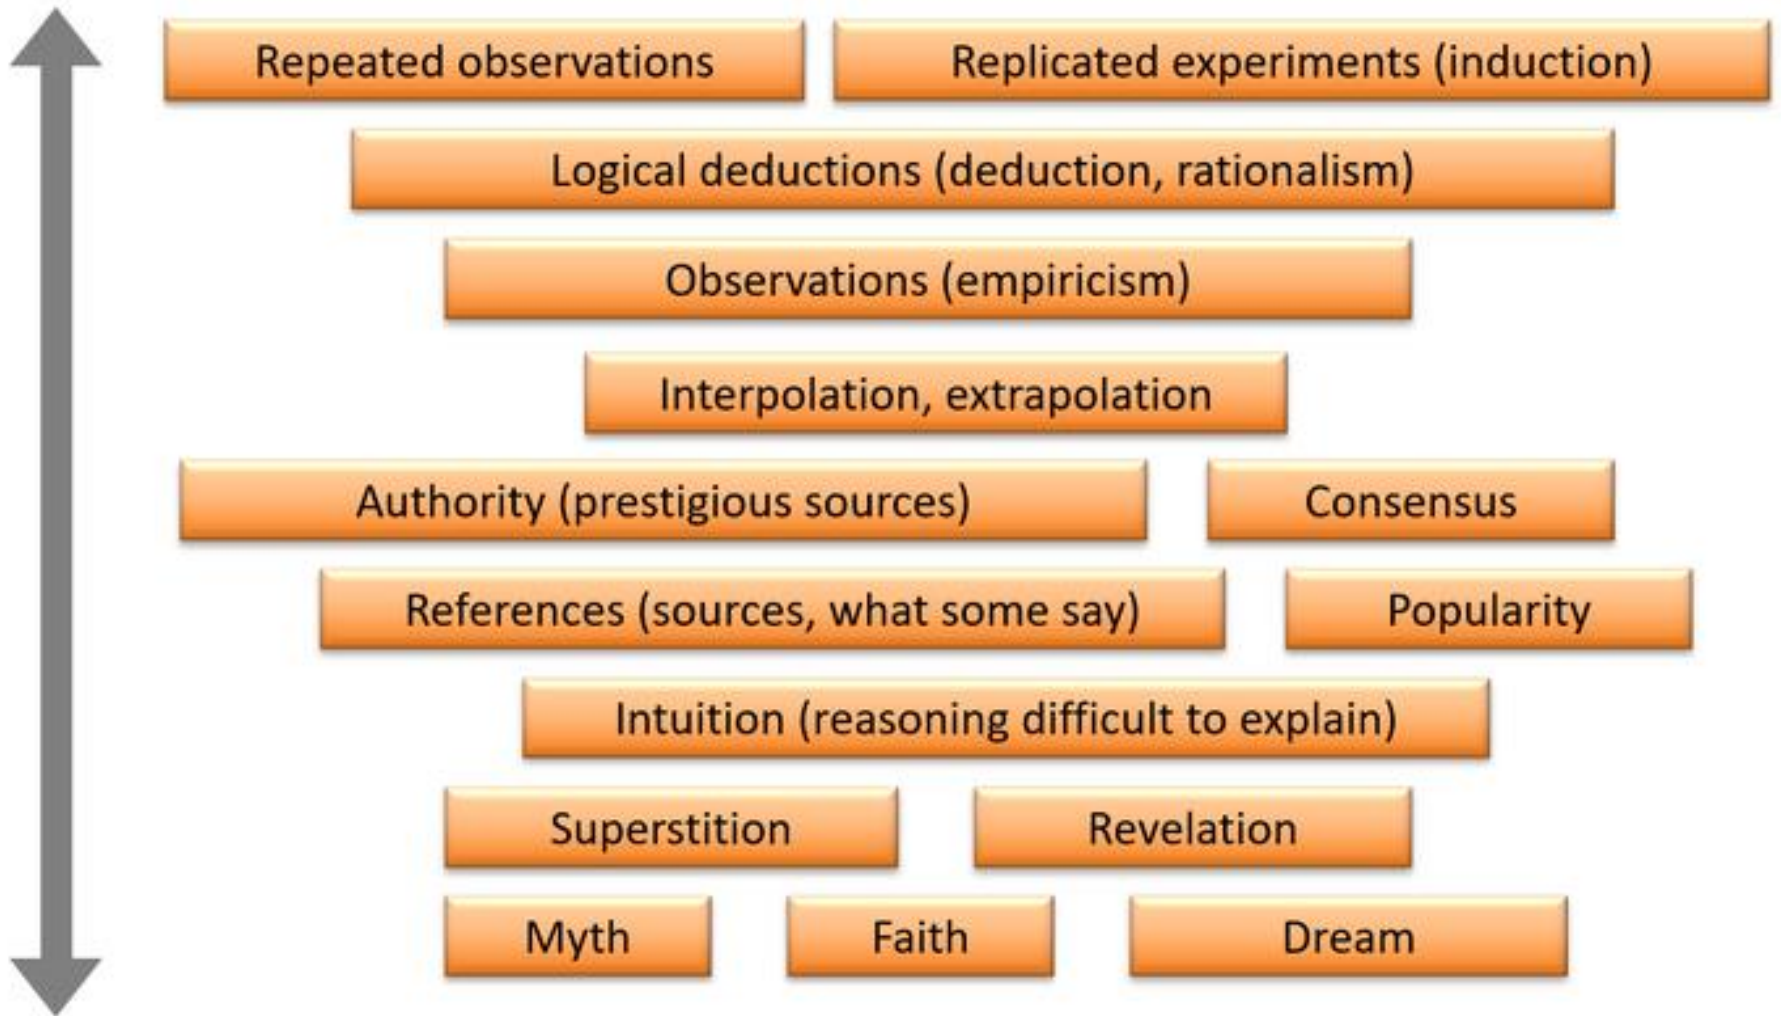 Repeated observations
Replicated experiments (induction)
Logical deductions (deduction, rationalism)
Observations (empiricism)
Interpolation, extrapolation
Authority (prestigious sources)
Consensus
References (sources, what some say)
Popularity
Intuition (reasoning difficult to explain)
Superstition
Revelation
Myth
Faith
Dream